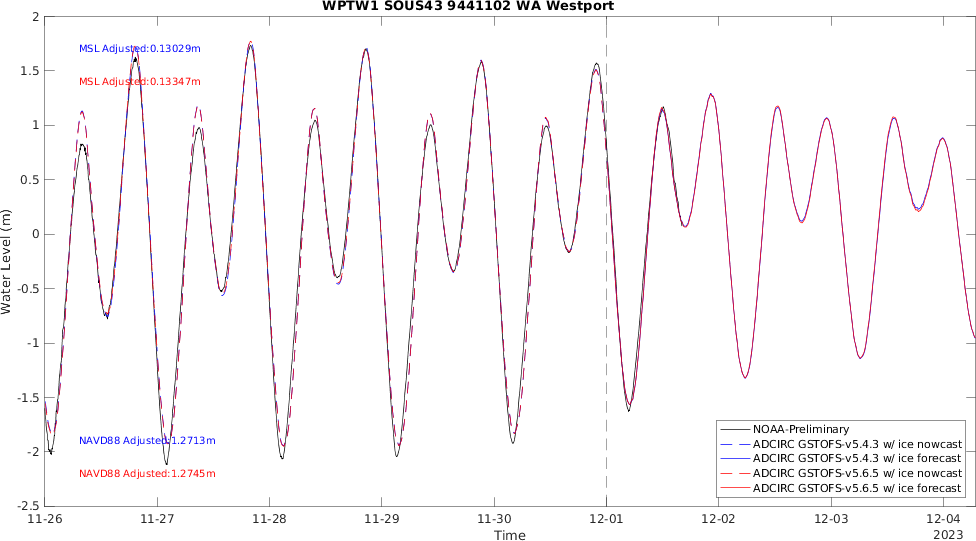 WPTW1 SOUS43 9441102 WA Westport
2
1.5
1
0.5
0
-0.5
-1
-1.5
-2
-2.5
Water Level (m)
MSL Adjusted:0.13029m
MSL Adjusted:0.13347m
NAVD88 Adjusted:1.2713m
NAVD88 Adjusted:1.2745m
NOAA-Preliminary
ADCIRC GSTOFS-v5.4.3 w/ ice nowcast
ADCIRC GSTOFS-v5.4.3 w/ ice forecast
ADCIRC GSTOFS-v5.6.5 w/ ice nowcast
ADCIRC GSTOFS-v5.6.5 w/ ice forecast
11-26 11-27 11-28 11-29 11-30 12-01 12-02 12-03 12-04
Time
2023